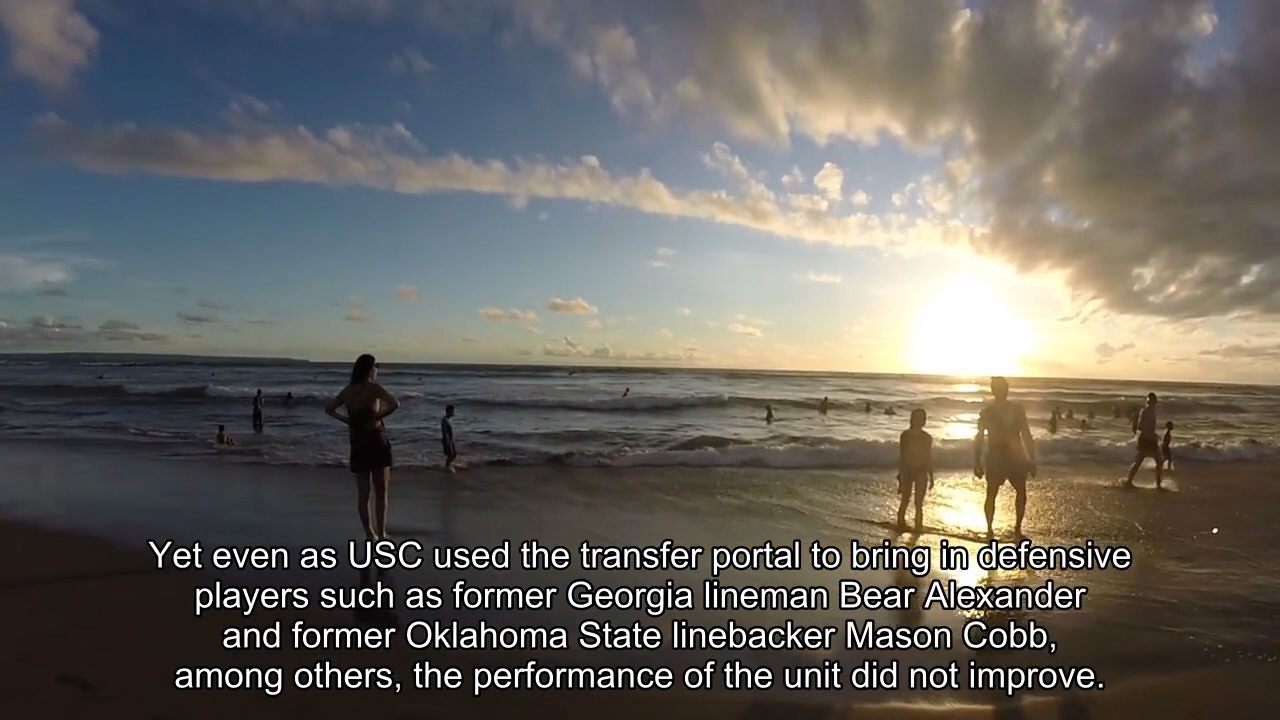 Yet even as USC used the transfer portal to bring in defensive
players such as former Georgia lineman Bear Alexander
and former Oklahoma State linebacker Mason Cobb,
among others, the performance of the unit did not improve.